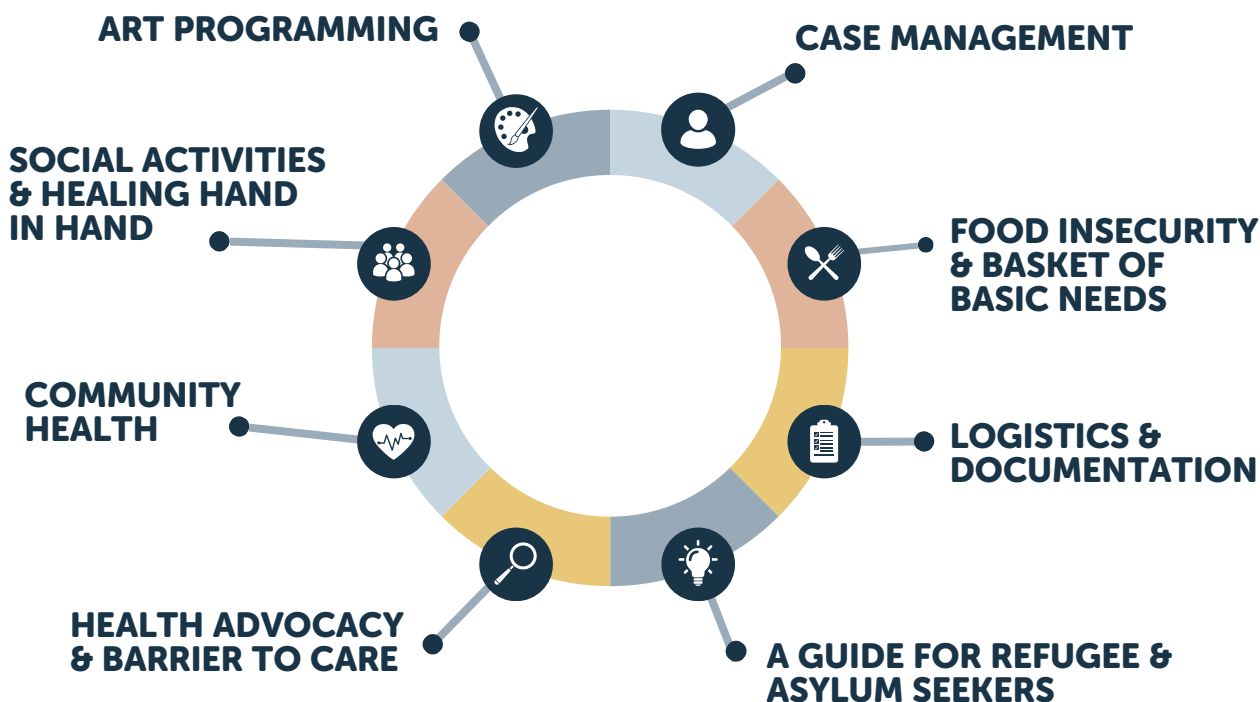 ART PROGRAMMING
CASE MANAGEMENT
SOCIAL ACTIVITIES
& HEALING HAND
IN HAND
FOOD INSECURITY
& BASKET OF
BASIC NEEDS
COMMUNITY
HEALTH
LOGISTICS &
DOCUMENTATION
HEALTH ADVOCACY
& BARRIER TO CARE
A GUIDE FOR REFUGEE &
ASYLUM SEEKERS